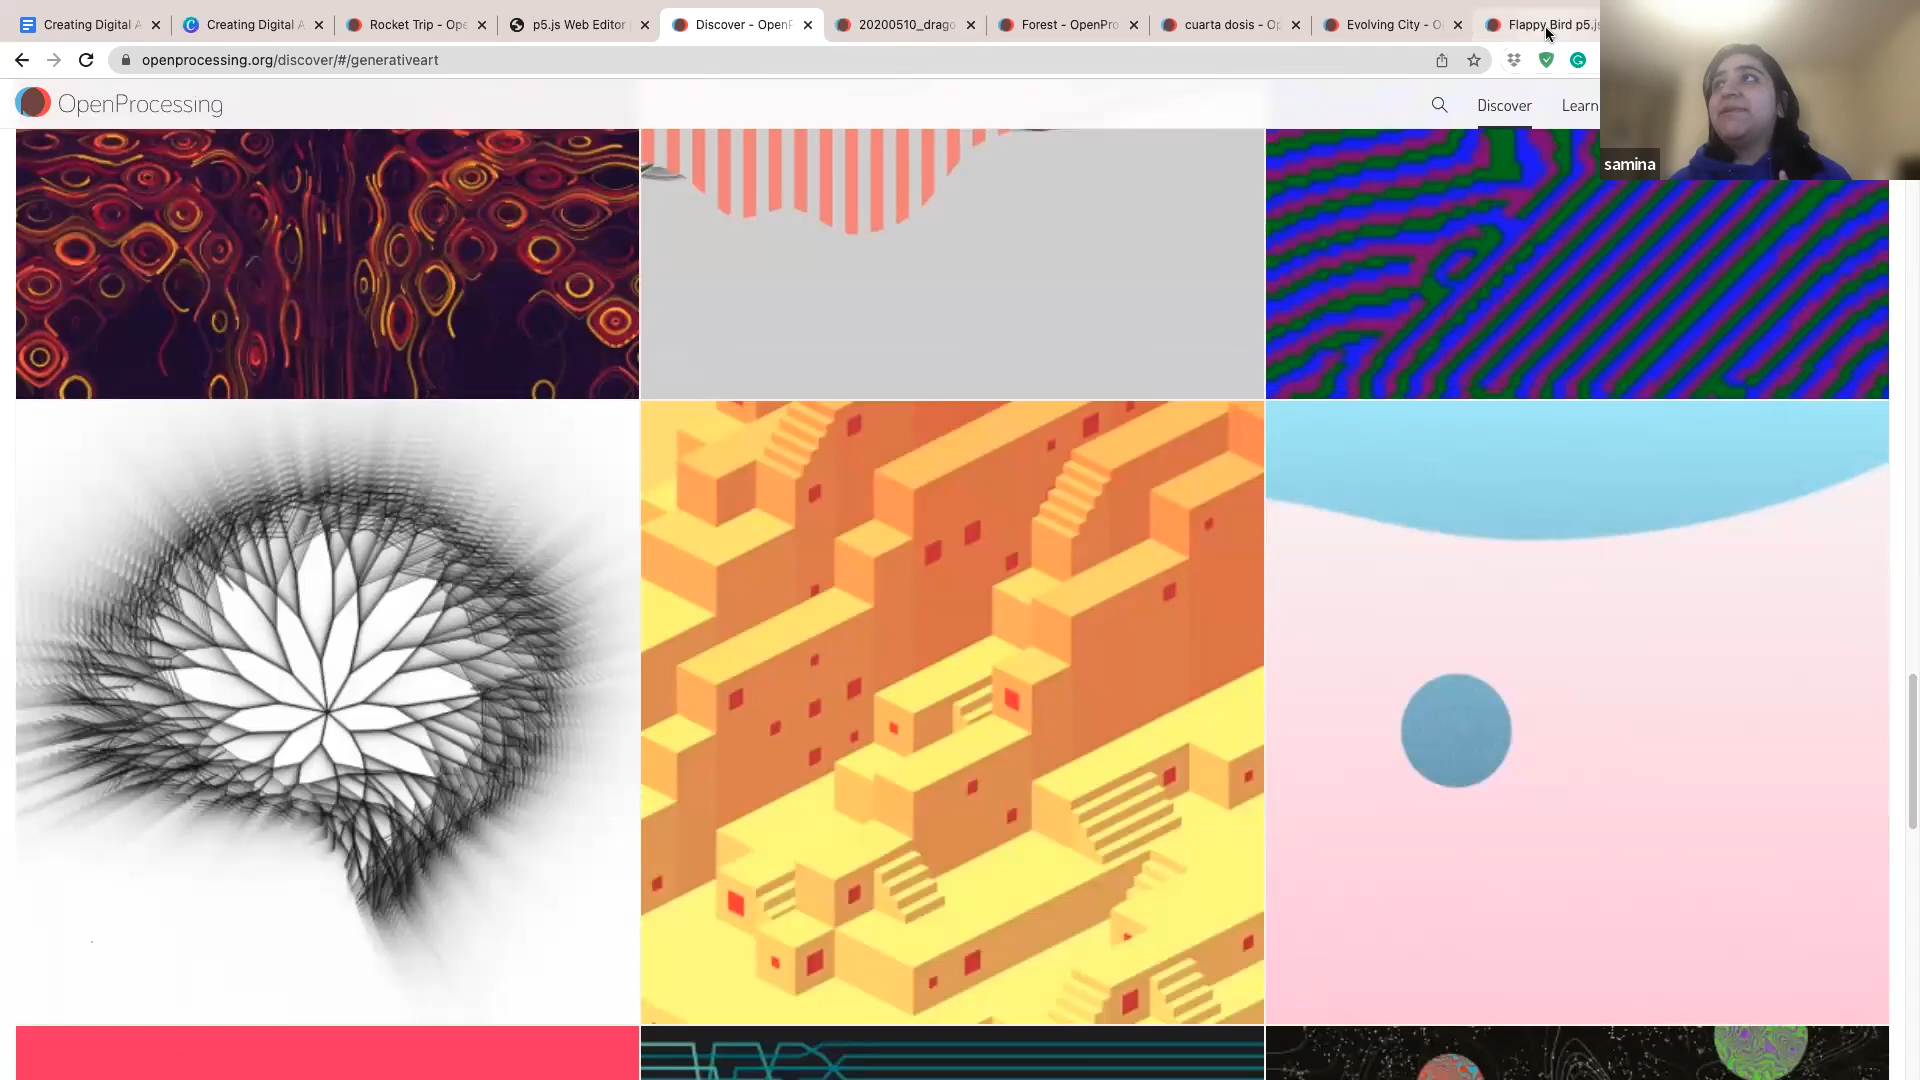 Creating Digital A
Creating Digital A
Rocket Trip - Ope
p5.js Web Editor
Discover - OpenP
20200510_drago
Forest - OpenPro
cuarta dosis - Op
Evolving City - O
Flappy Bird p5.js
openprocessing.org/discover/#/generativeart
OpenProcessing
Discover
Learn
samina